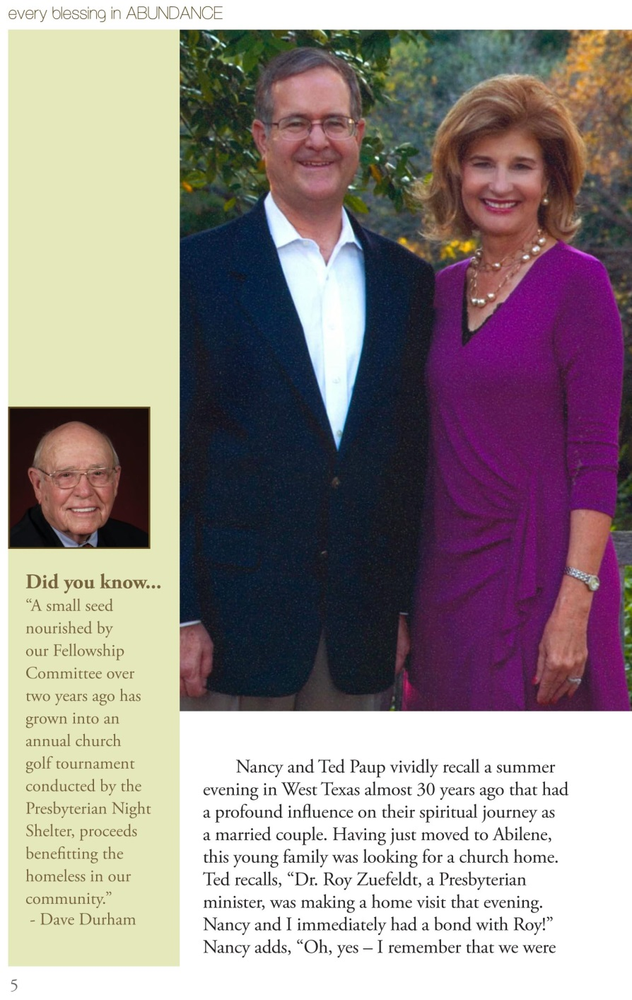 every blessing in ABUNDANCE
Did you know...
“A small seed
nourished by
our Fellowship
Committee over
two years ago has
grown into an
annual church
golf tournament
conducted by the
Presbyterian Night
Shelter, proceeds
benefitting the
homeless in our
community.”
- Dave Durham
Nancy and Ted Paup vividly recall a summer
evening in West Texas almost 30 years ago that had
a profound influence on their spiritual journey as
a married couple. Having just moved to Abilene,
this young family was looking for a church home.
Ted recalls, “Dr. Roy Zuefeldt, a Presbyterian
minister, was making a home visit that evening.
Nancy and I immediately had a bond with Roy!”
Nancy adds, “Oh, yes – I remember that we were
5